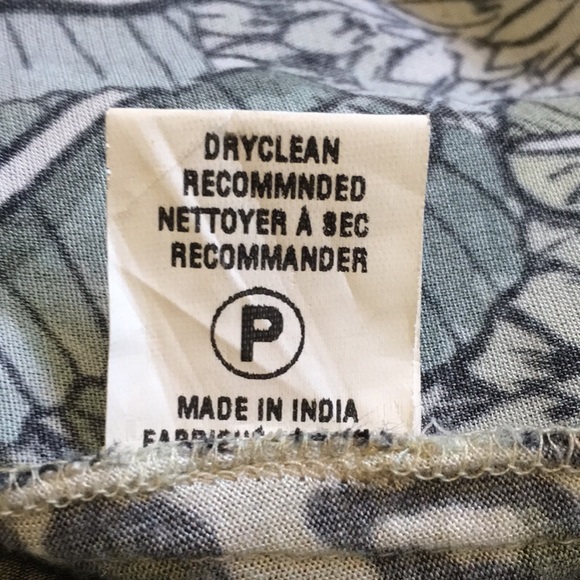 DRYCLEAN
RECOMMNDED
NETTOYER À SEC
RECOMMANDER
P
MADE IN INDIA